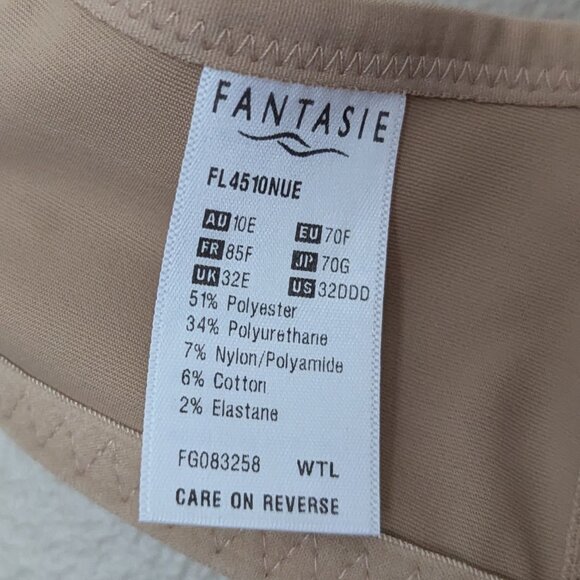 FANTASIE
FL4510NUE
AU 10E EU 70F
FR 85F JP 70G
UK 32E US 32DDD
51% Polyester
34% Polyurethane
7% Nylon/Polyamide
6% Cotton
2% Elastane
FG083258 WTL
CARE ON REVERSE